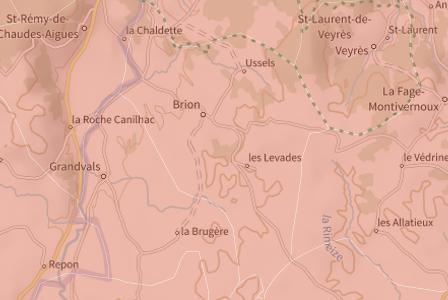 St-Rémy-de-
Chaudes-Aigues
la Chaldette
St-Laurent-de-
Veyrès
Veyrès
St-Laurent
Ussels
La Fage-
Montivernoux
Brion
la Roche Canilhac
les Levades
le Védrine
Grandvals
la Brugère
la Rimeize
les Allatieux
Repon